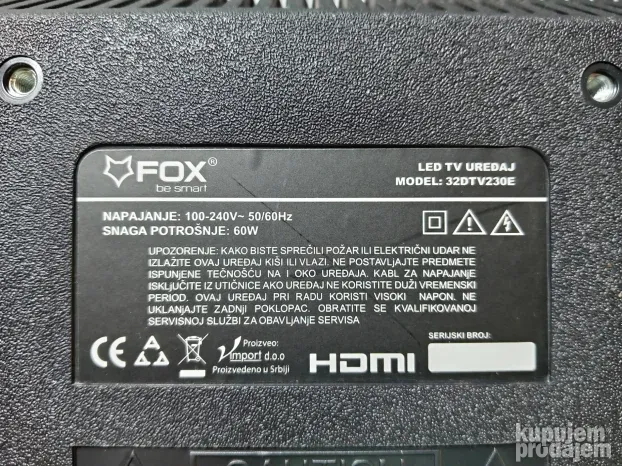 FOX®
be smart
LED TV UREĐAJ
MODEL: 32DTV230E
NAPAJANJE: 100-240V~ 50/60Hz
SNAGA POTROŠNJE: 60W
UPOZORENJE: KAKO BISTE SPREČILI POŽAR ILI ELEKTRIČNI UDAR NE
IZLAŽITE OVAJ UREĐAJ KIŠI ILI VLAZI. NE POSTAVLJAJTE PREDMETE
ISPUNJENE TEČNOŠĆU NA I OKO UREĐAJA. KABL ZA NAPAJANJE
ISKLJUČITE IZ UTIČNICE AKO UREĐAJ NE KORISTITE DUŽI VREMENSKI
PERIOD. OVAJ UREĐAJ PRI RADU KORISTI VISOKI NAPON. NE
UKLANJAJTE ZADNJI POKLOPAC. OBRATITE SE KVALIFIKOVANOJ
SERVISNOJ SLUŽBI ZA OBAVLJANJE SERVISA
SERIJSKI BROJ:
CE
Proizveo:
Vimport d.o.o
Proizvedeno u Srbiji
HDMI
kupujem
prodajem